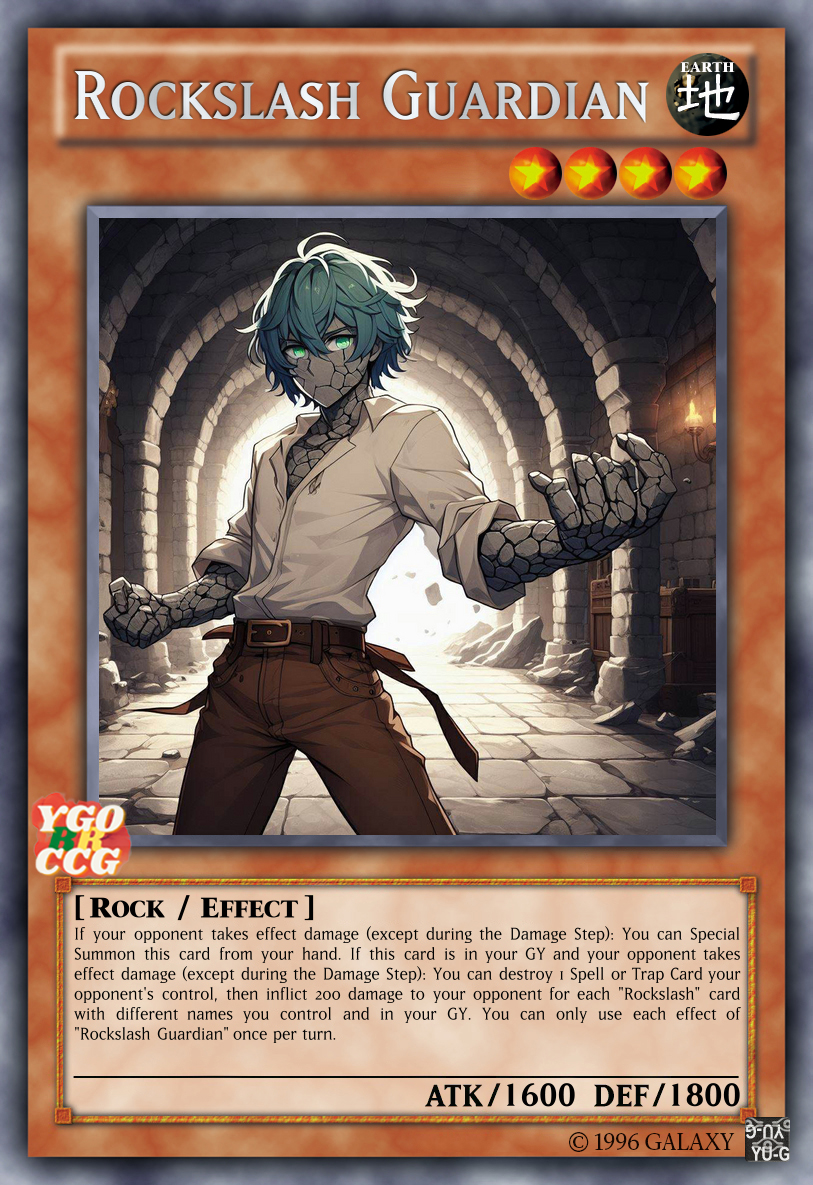 ROCKSLASH GUARDIAN
EARTH
地
YGO
RR
CCG
[ ROCK / EFFECT ]
If your opponent takes effect damage (except during the Damage Step): You can Special
Summon this card from your hand. If this card is in your GY and your opponent takes
effect damage (except during the Damage Step): You can destroy 1 Spell or Trap Card your
opponent's control, then inflict 200 damage to your opponent for each "Rockslash" card
with different names you control and in your GY. You can only use each effect of
"Rockslash Guardian" once per turn.
ATK/1600 DEF/1800
© 1996 GALAXY
YU-G